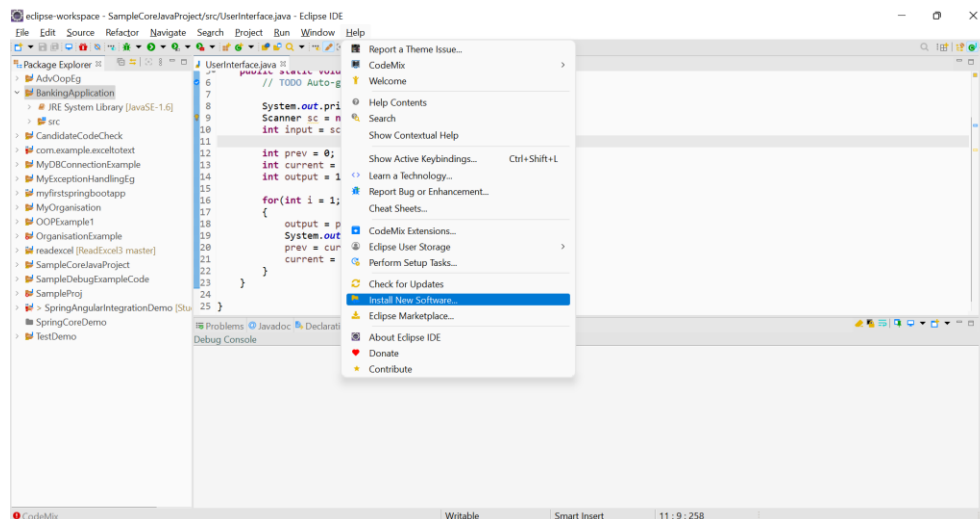 eclipse-workspace - SampleCoreJavaProject/src/UserInterface.java - Eclipse IDE
File Edit Source Refactor Navigate Search Project Run Window Help
Package Explorer
AdvOopEg
BankingApplication
JRE System Library [JavaSE-1.6]
src
CandidateCodeCheck
com.example.exceltotext
MyDBConnectionExample
MyExceptionHandlingEg
myfirstspringbootapp
MyOrganisation
OOPExample1
OrganisationExample
readexcel [ReadExcel3 master]
SampleCoreJavaProject
SampleDebugExampleCode
SampleProj
> SpringAngularIntegrationDemo [Stu
SpringCoreDemo
TestDemo
UserInterface.java
public static void
6 // TODO Auto-g
7
8 System.out.pri
9 Scanner sc = n
10 int input = sc
11
12 int prev = 0;
13 int current =
14 int output = 1
15
16 for(int i = 1;
17 {
18 output = p
19 System.out
20 prev = cur
21 current =
22 }
23 }
24
25 }
Report a Theme Issue...
CodeMix
Welcome
Help Contents
Search
Show Contextual Help
Show Active Keybindings... Ctrl+Shift+L
Learn a Technology...
Report Bug or Enhancement...
Cheat Sheets...
CodeMix Extensions...
Eclipse User Storage
Perform Setup Tasks...
Check for Updates
Install New Software...
Eclipse Marketplace...
About Eclipse IDE
Donate
Contribute
Problems Javadoc Declarati
Debug Console
CodeMix Writable Smart Insert 11 : 9 : 258